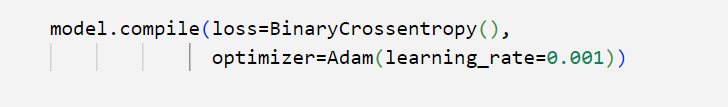 model.compile(loss=BinaryCrossentropy(),
optimizer=Adam(learning_rate=0.001))